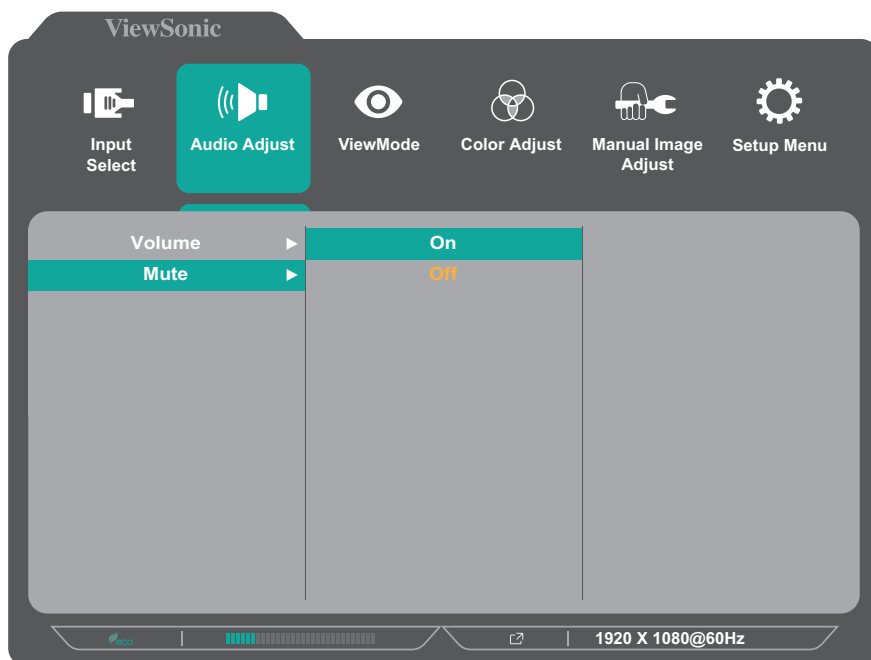 ViewSonic
Input Select
Audio Adjust
ViewMode
Color Adjust
Manual Image Adjust
Setup Menu
Volume
On
Mute
Off
eco
1920 X 1080@60Hz